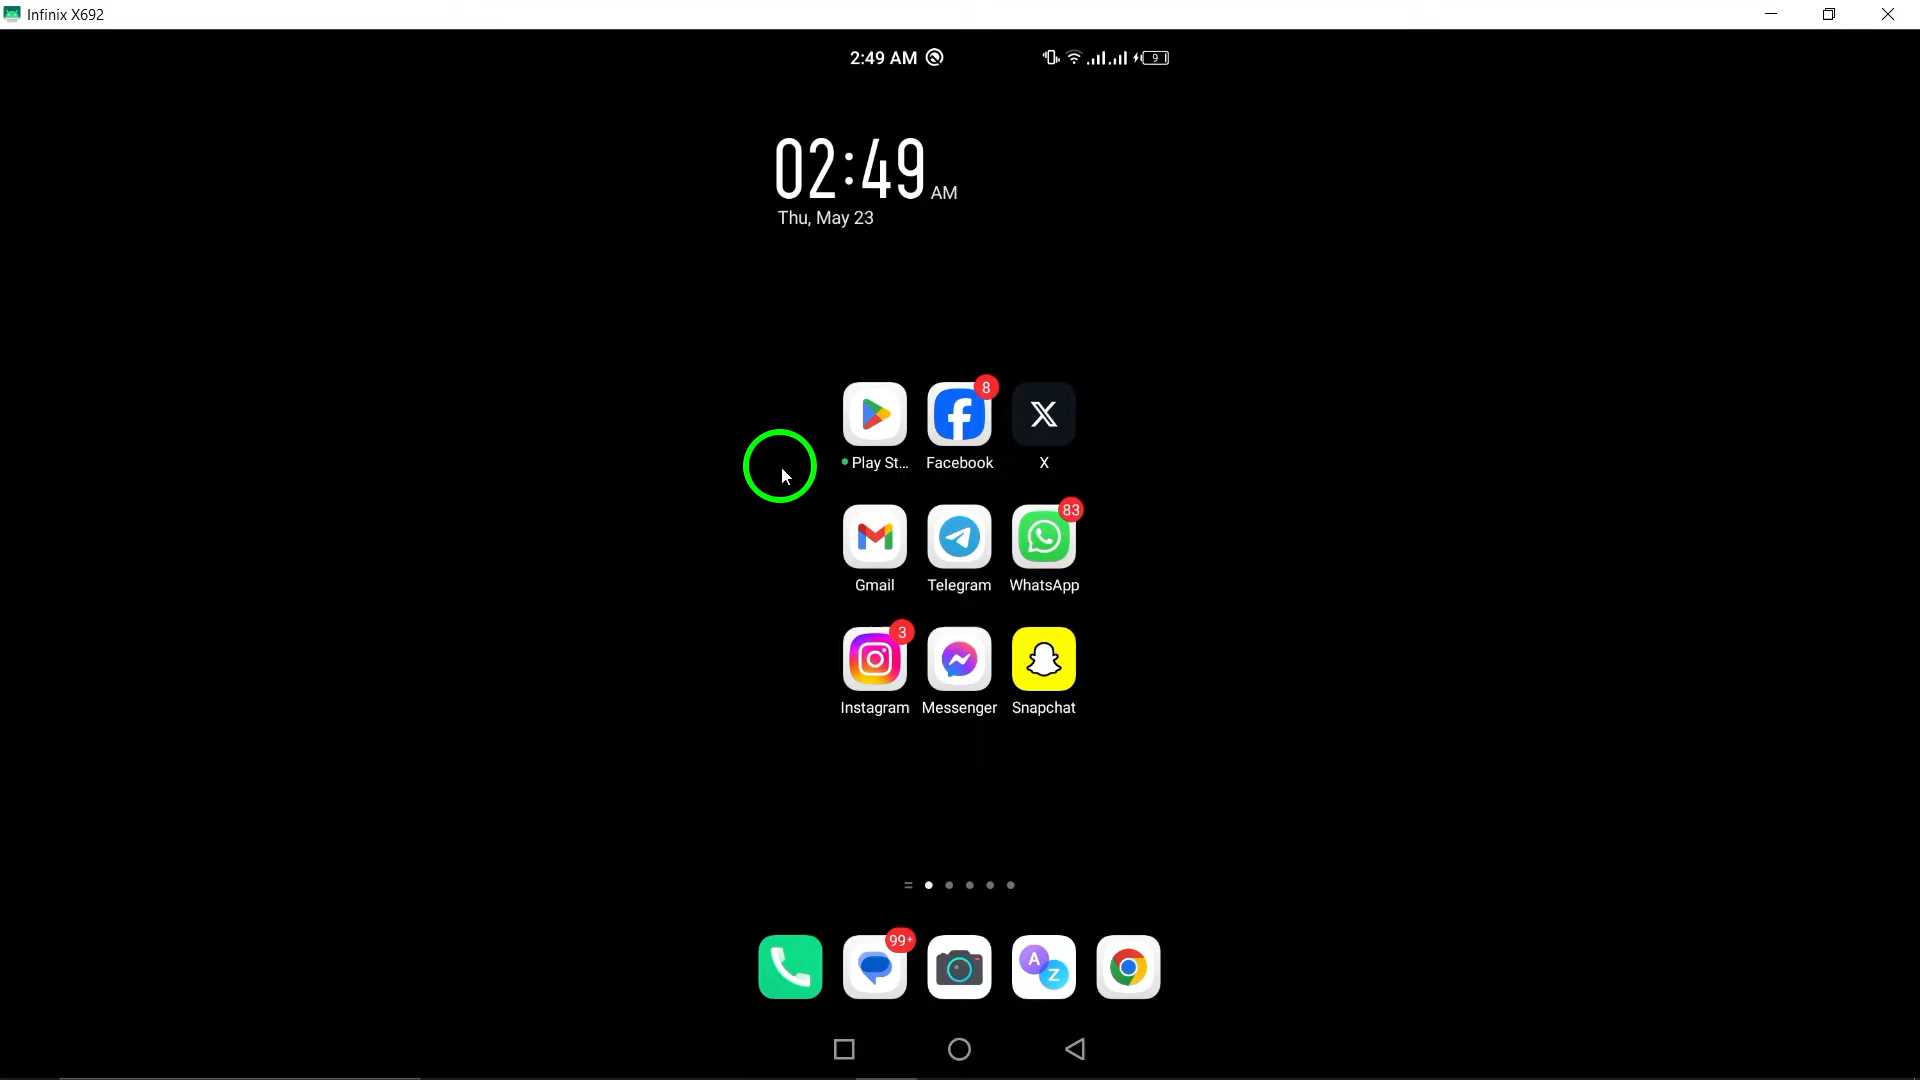 Infinix X692
2:49 AM
9
02:49 AM
Thu, May 23
8
Play St... Facebook X
83
Gmail Telegram WhatsApp
3
Instagram Messenger Snapchat
99+
A
Z